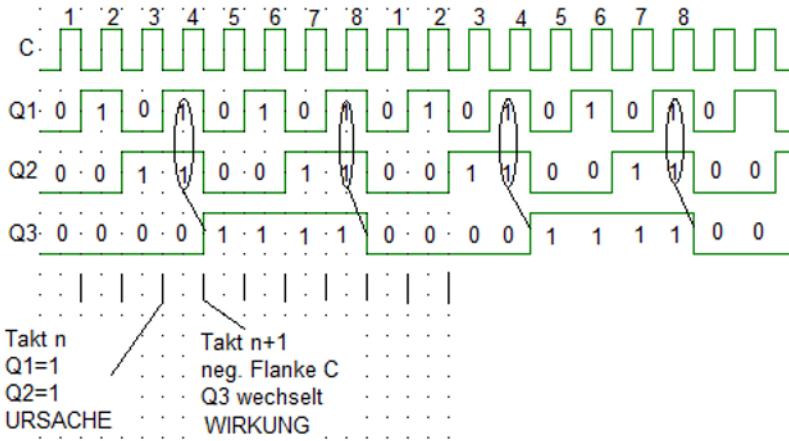 1 2 3 4 5 6 7 8 1 2 3 4 5 6 7 8
C
Q1 0 1 0 1 0 1 0 1 0 1 0 1 0 1 0 1 0
Q2 0 0 1 1 0 0 1 1 0 0 1 1 0 0 1 1 0 0
Q3 0 0 0 0 1 1 1 1 0 0 0 0 1 1 1 1 0 0
Takt n
Q1=1
Q2=1
URSACHE
Takt n+1
neg. Flanke C
Q3 wechselt
WIRKUNG